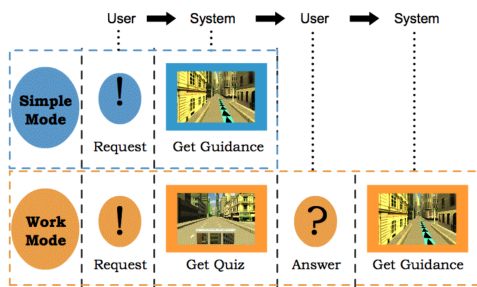 User System User System
Simple
Mode
!
Request
Get Guidance
Work
Mode
!
Request
Get Quiz
?
Answer
Get Guidance